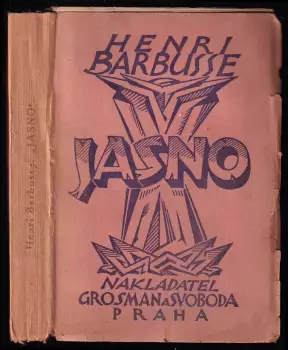 HENRI
BARBUSSE
JASNO
NAKLADATEL
GROSMAN A SVOBODA
PRAHA
Henri Barbusse: „JASNO"